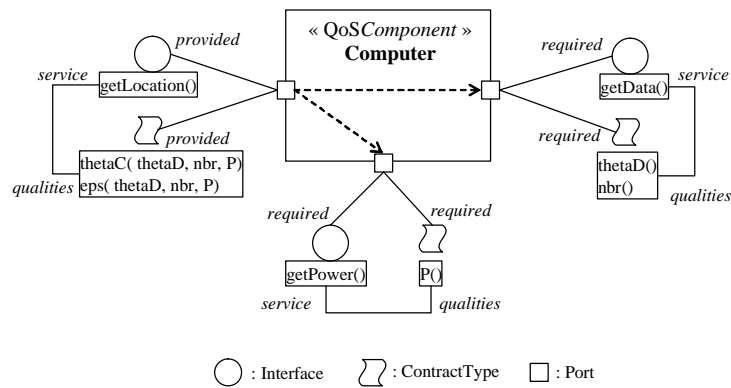 « QoSComponent »
Computer
provided
required
service
getLocation()
getData()
service
provided
required
thetaC( thetaD, nbr, P)
eps( thetaD, nbr, P)
qualities
thetaD()
nbr()
qualities
required
required
getPower()
P()
service
qualities
: Interface
: ContractType
: Port